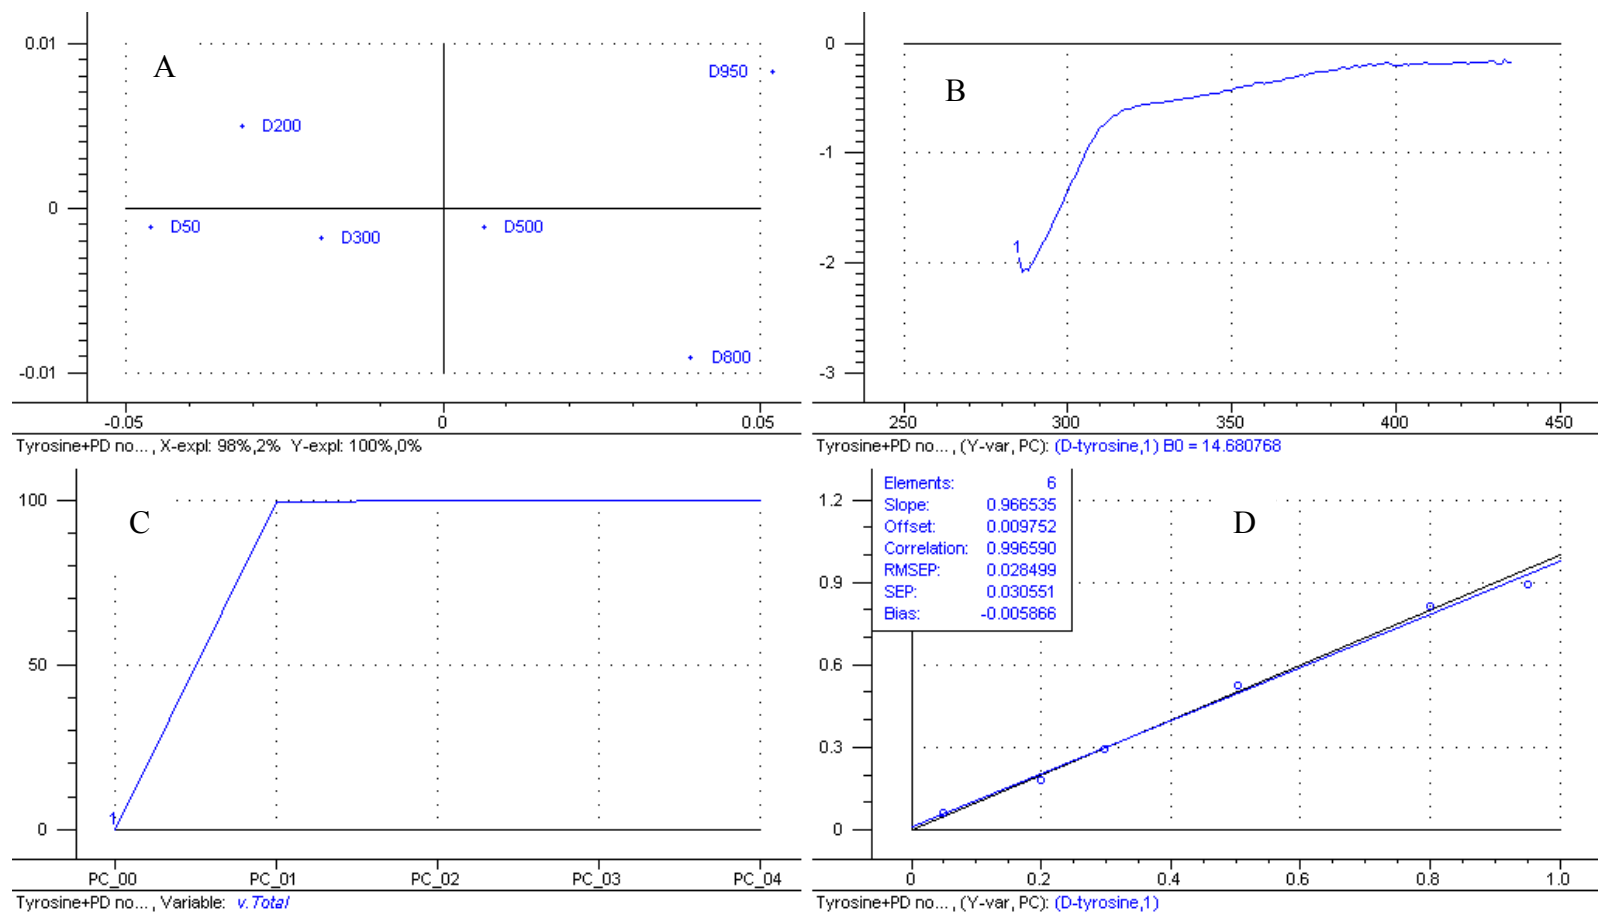 A
0.01
0
-0.01
D950
D200
D50
D300
D500
D800
-0.05
0
0.05
Tyrosine+PD no..., X-expl: 98%,2% Y-expl: 100%,0%
B
0
-1
-2
-3
1
250
300
350
400
450
Tyrosine+PD no..., (Y-var, PC): (D-tyrosine,1) B0 = 14.680768
C
100
50
0
1
PC_00
PC_01
PC_02
PC_03
PC_04
Tyrosine+PD no..., Variable: v.Total
D
Elements: 6
Slope: 0.966535
Offset: 0.009752
Correlation: 0.996590
RMSEP: 0.028499
SEP: 0.030551
Bias: -0.005866
1.2
0.9
0.6
0.3
0
0
0.2
0.4
0.6
0.8
1.0
Tyrosine+PD no..., (Y-var, PC): (D-tyrosine,1)